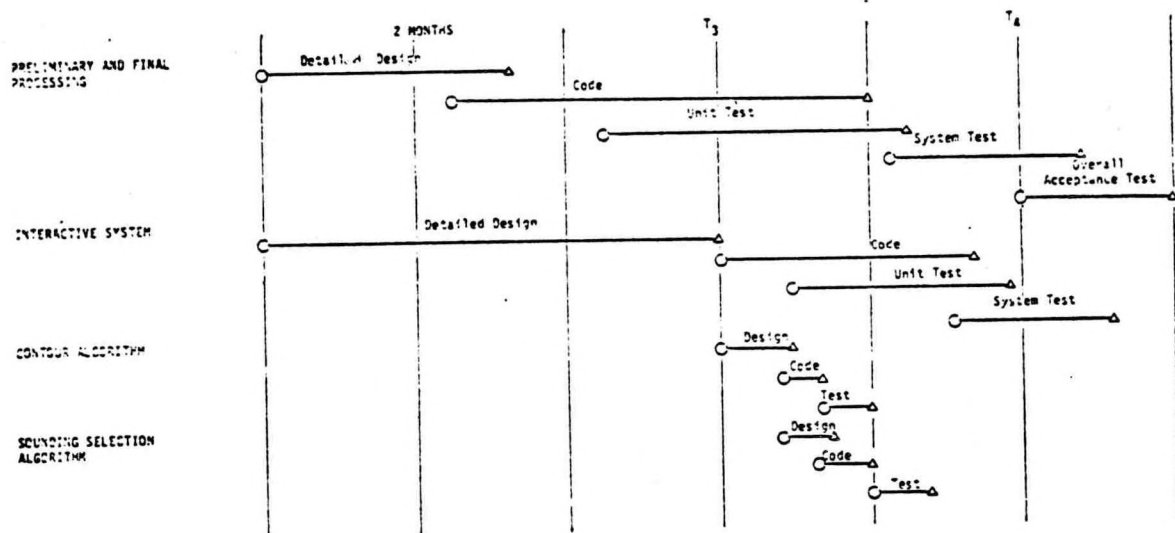 2 MONTHS
T3
T4
PRELIMINARY AND FINAL
PROCESSING
Detailed Design
Code
Unit Test
System Test
Overall
Acceptance Test
INTERACTIVE SYSTEM
Detailed Design
Code
Unit Test
System Test
CONTOUR ALGORITHM
Design
Code
Test
SOUNDING SELECTION
ALGORITHM
Design
Code
Test